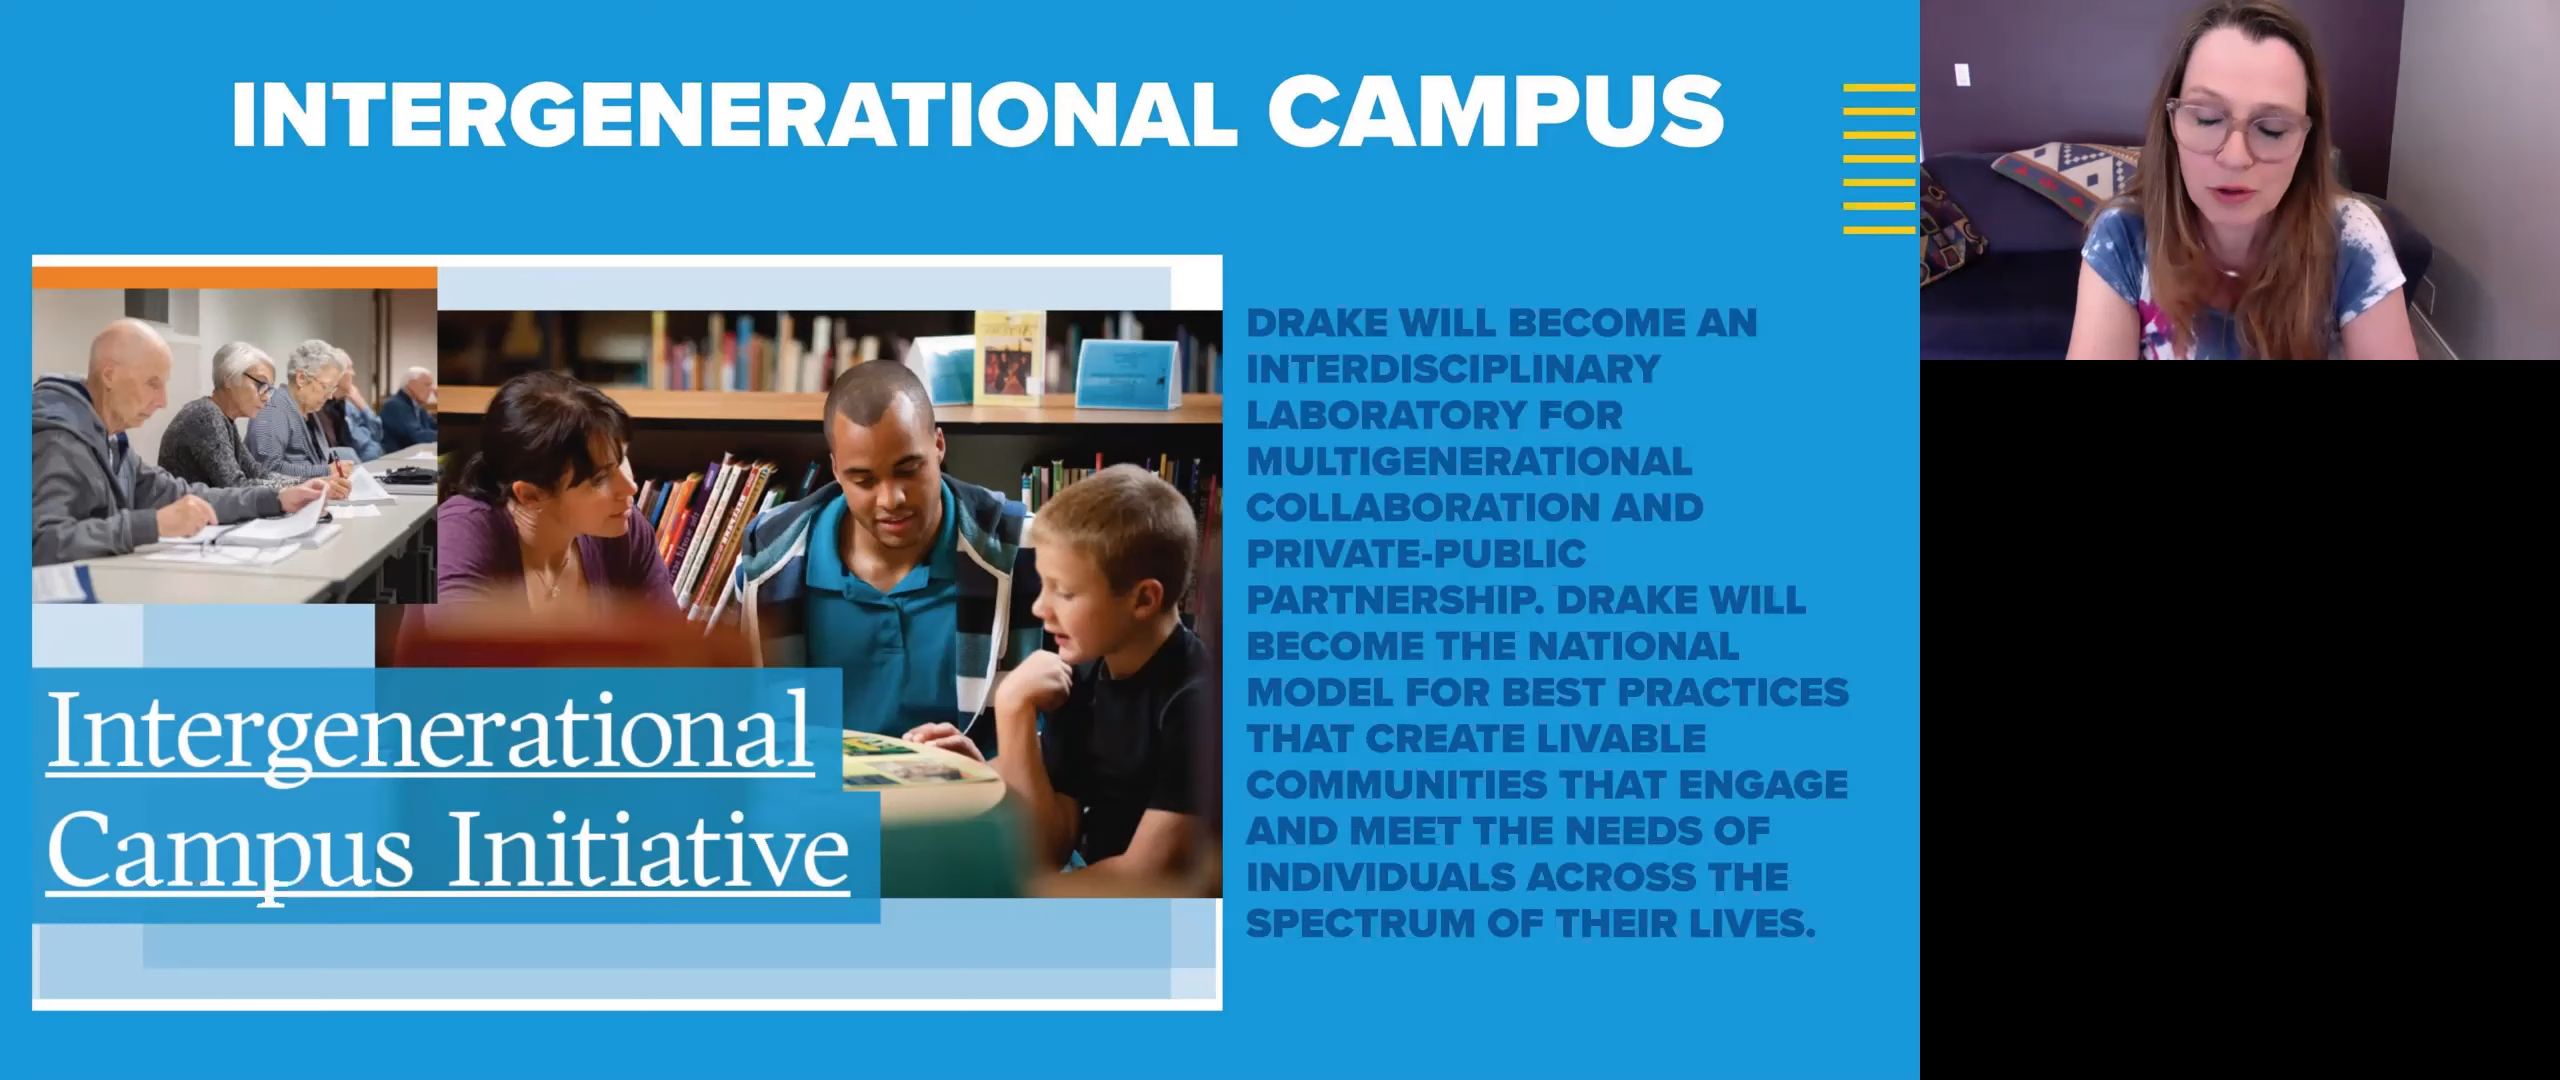 INTERGENERATIONAL CAMPUS
Intergenerational
Campus Initiative
DRAKE WILL BECOME AN
INTERDISCIPLINARY
LABORATORY FOR
MULTIGENERATIONAL
COLLABORATION AND
PRIVATE-PUBLIC
PARTNERSHIP. DRAKE WILL
BECOME THE NATIONAL
MODEL FOR BEST PRACTICES
THAT CREATE LIVABLE
COMMUNITIES THAT ENGAGE
AND MEET THE NEEDS OF
INDIVIDUALS ACROSS THE
SPECTRUM OF THEIR LIVES.